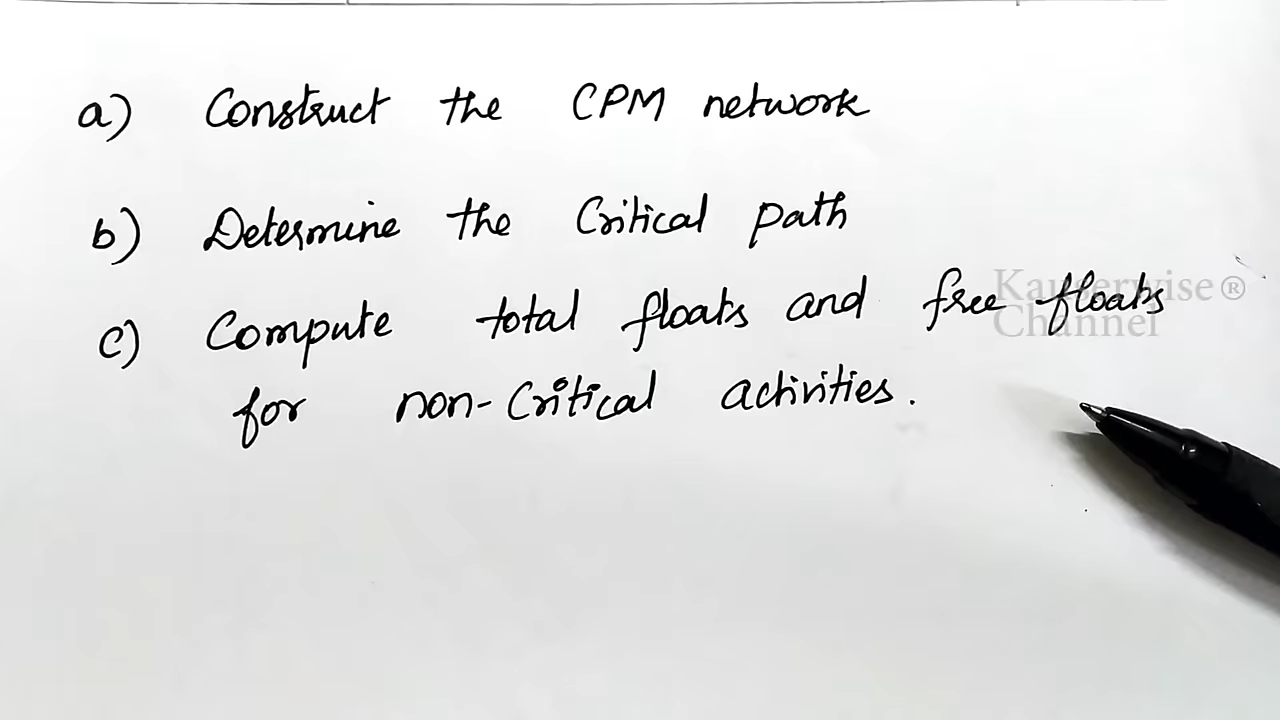 a) Construct the CPM network
b) Determine the Critical path
c) Compute total floats and free floats
for non-Critical activities.
Kauserwise®
Channel